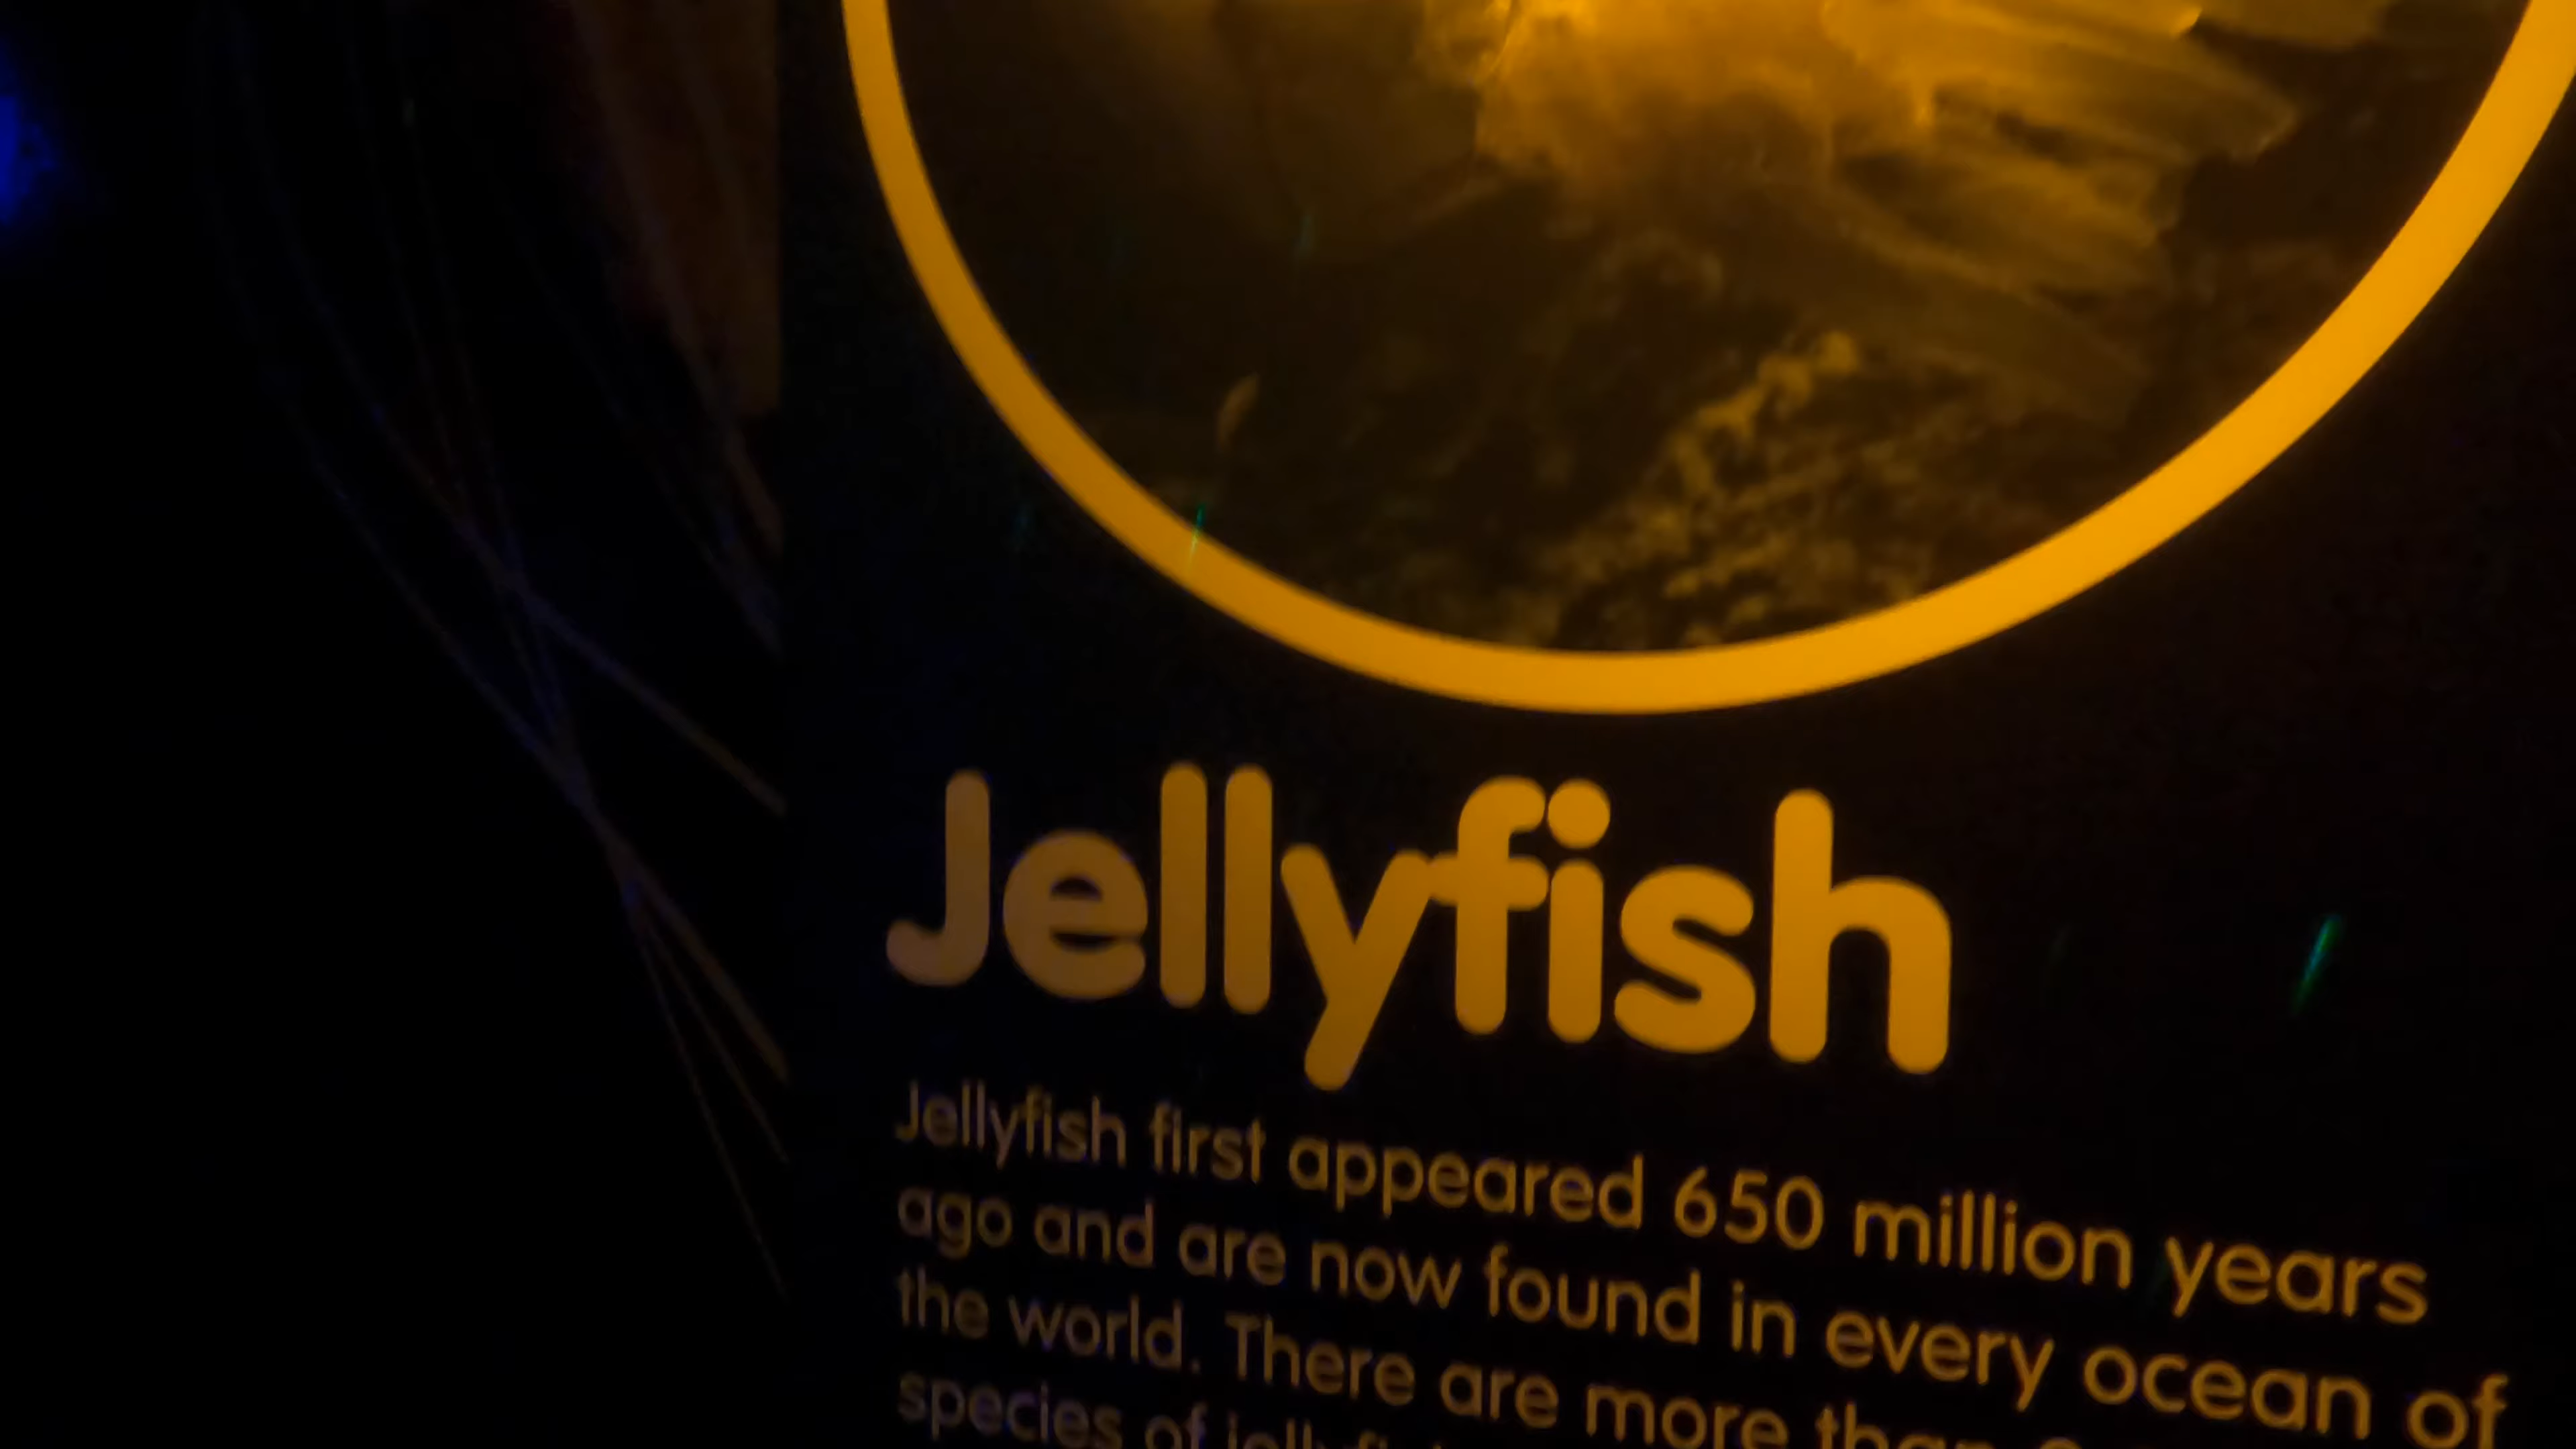 Jellyfish
Jellyfish first appeared 650 million years
ago and are now found in every ocean of
the world. There are more than
species of